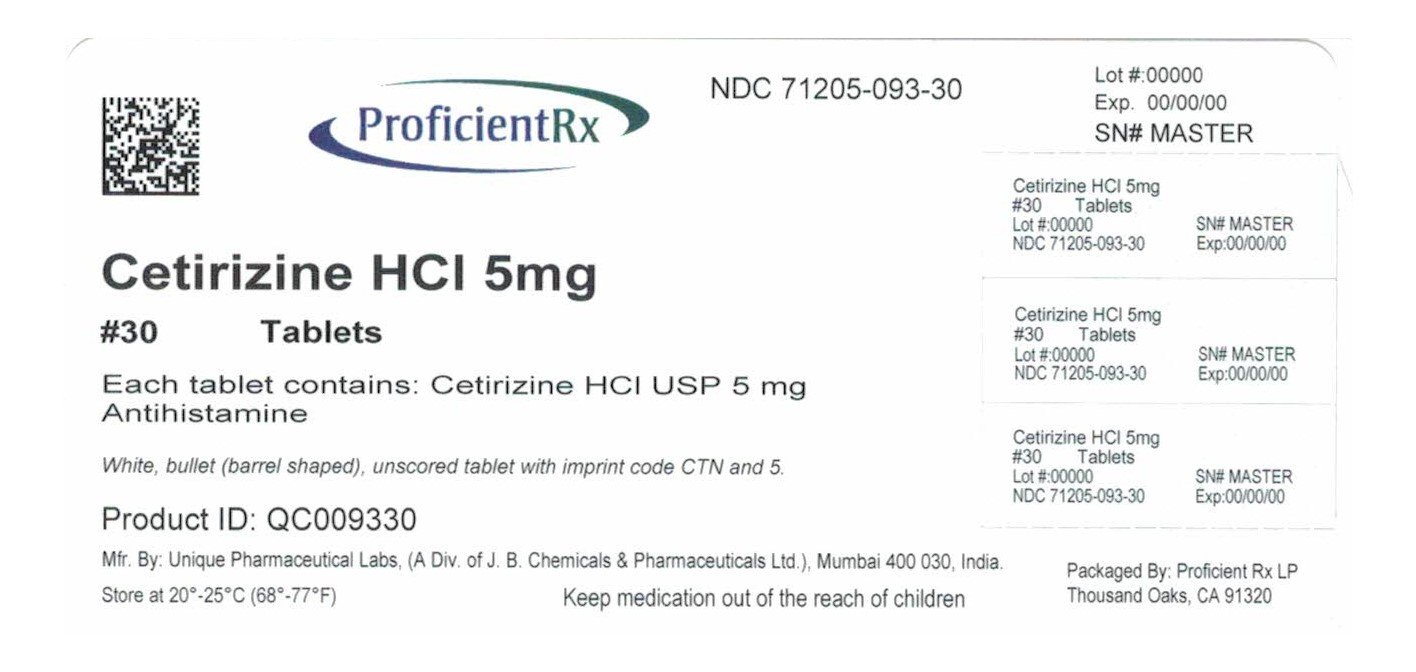 ProficientRx
NDC 71205-093-30
Lot #:00000
Exp. 00/00/00
SN# MASTER
Cetirizine HCl 5mg
#30 Tablets
Each tablet contains: Cetirizine HCl USP 5 mg
Antihistamine
White, bullet (barrel shaped), unscored tablet with imprint code CTN and 5.
Product ID: QC009330
Mfr. By: Unique Pharmaceutical Labs, (A Div. of J. B. Chemicals & Pharmaceuticals Ltd.), Mumbai 400 030, India.
Store at 20°-25°C (68°-77°F)
Keep medication out of the reach of children
Cetirizine HCl 5mg
#30 Tablets
Lot #:00000 SN# MASTER
NDC 71205-093-30 Exp:00/00/00
Cetirizine HCl 5mg
#30 Tablets
Lot #:00000 SN# MASTER
NDC 71205-093-30 Exp:00/00/00
Cetirizine HCl 5mg
#30 Tablets
Lot #:00000 SN# MASTER
NDC 71205-093-30 Exp:00/00/00
Packaged By: Proficient Rx LP
Thousand Oaks, CA 91320